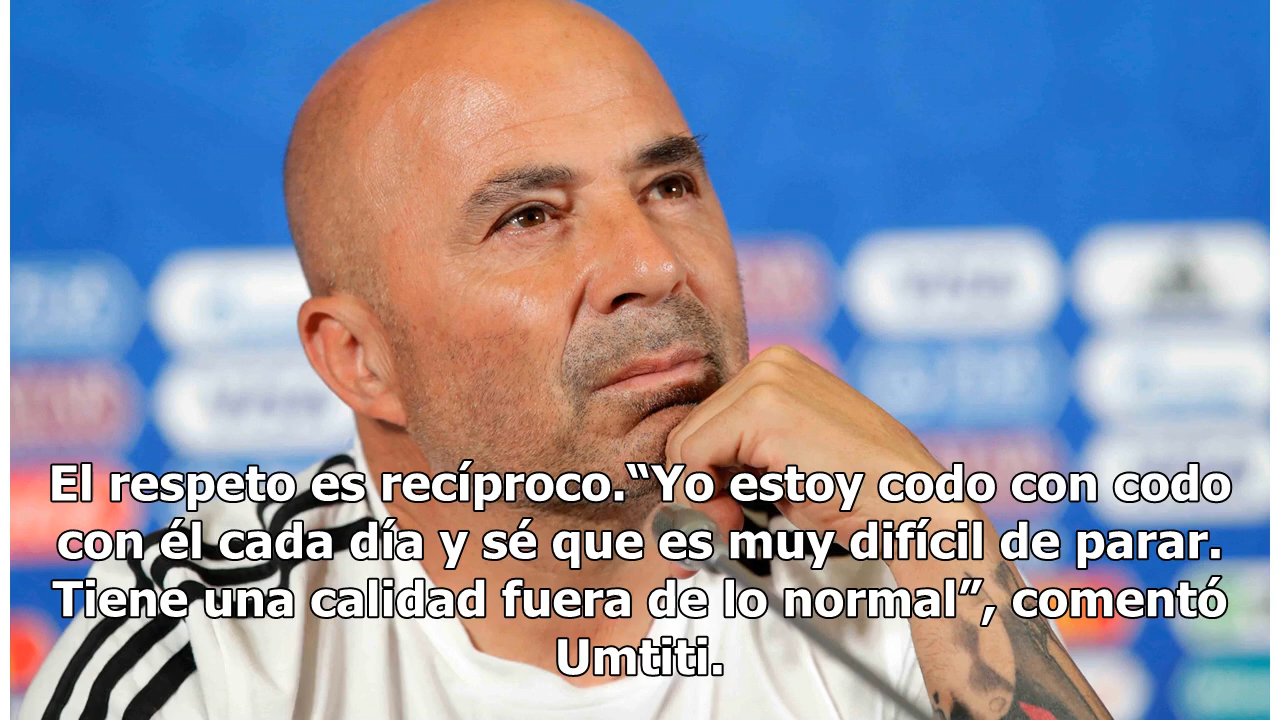 El respeto es recíproco.“Yo estoy codo con codo
con él cada día y sé que es muy difícil de parar.
Tiene una calidad fuera de lo normal”, comentó
Umtiti.